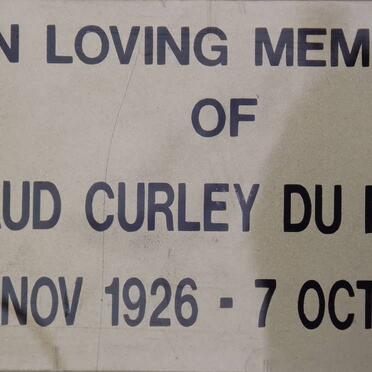 N LOVING MEM
OF
UD CURLEY DU
NOV 1926 - 7 OCT